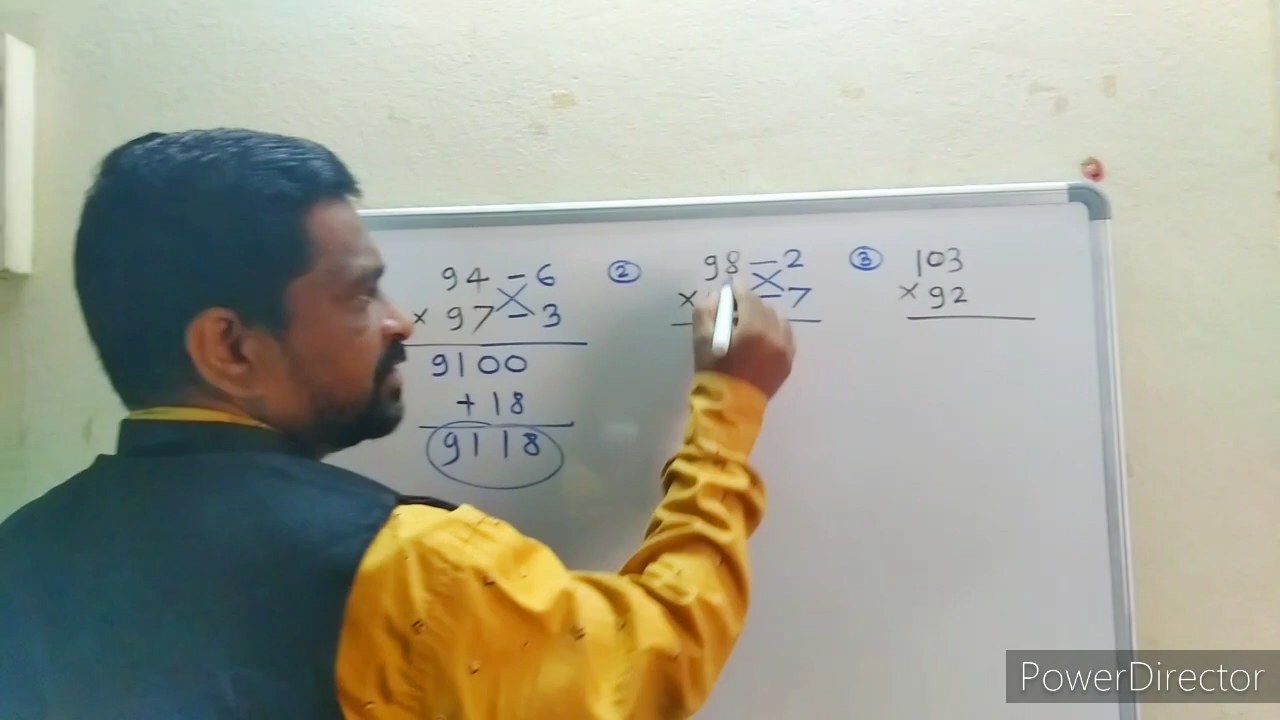 94 – 6
× 97 – 3
9100
+ 18
9118
② 98 – 2
× – 7
③ 103
× 92
PowerDirector